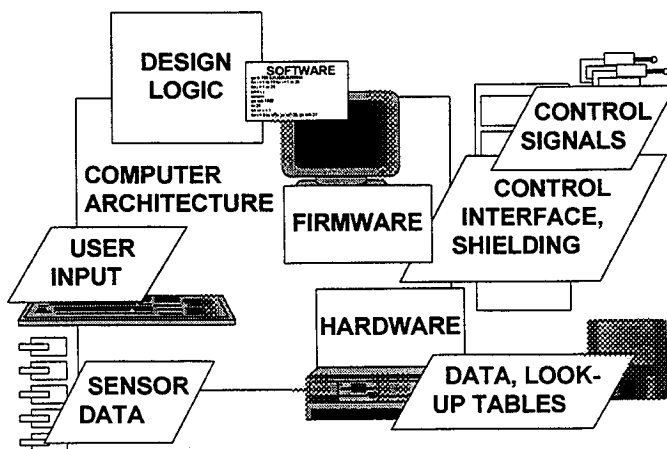 DESIGN
LOGIC
SOFTWARE
CONTROL
SIGNALS
COMPUTER
ARCHITECTURE
CONTROL
INTERFACE,
SHIELDING
FIRMWARE
USER
INPUT
HARDWARE
SENSOR
DATA
DATA, LOOK-
UP TABLES